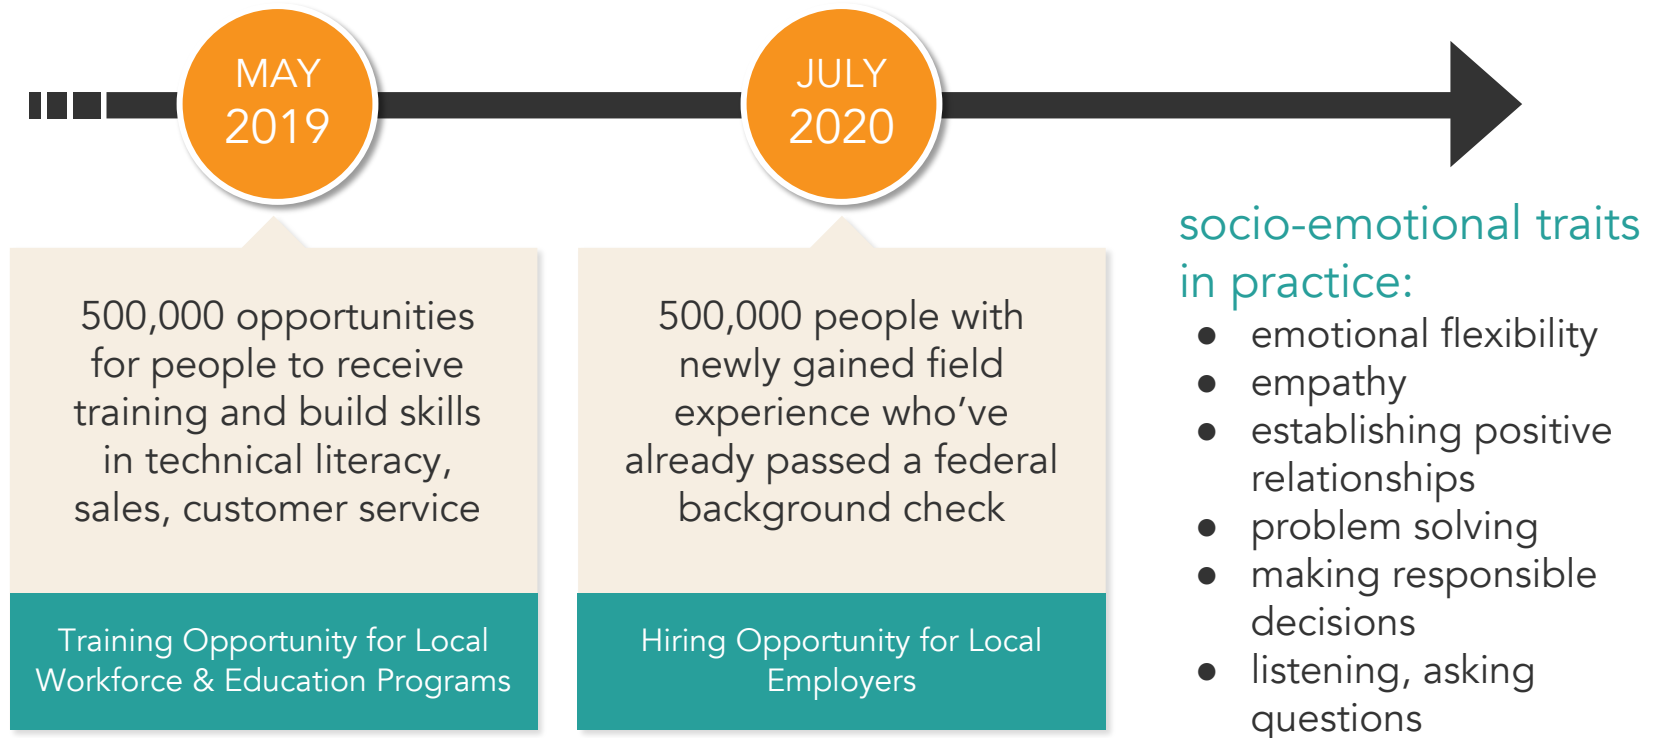 MAY
2019
JULY
2020
500,000 opportunities
for people to receive
training and build skills
in technical literacy,
sales, customer service
Training Opportunity for Local
Workforce & Education Programs
500,000 people with
newly gained field
experience who've
already passed a federal
background check
Hiring Opportunity for Local
Employers
socio-emotional traits
in practice:
● emotional flexibility
● empathy
● establishing positive
relationships
● problem solving
● making responsible
decisions
● listening, asking
questions